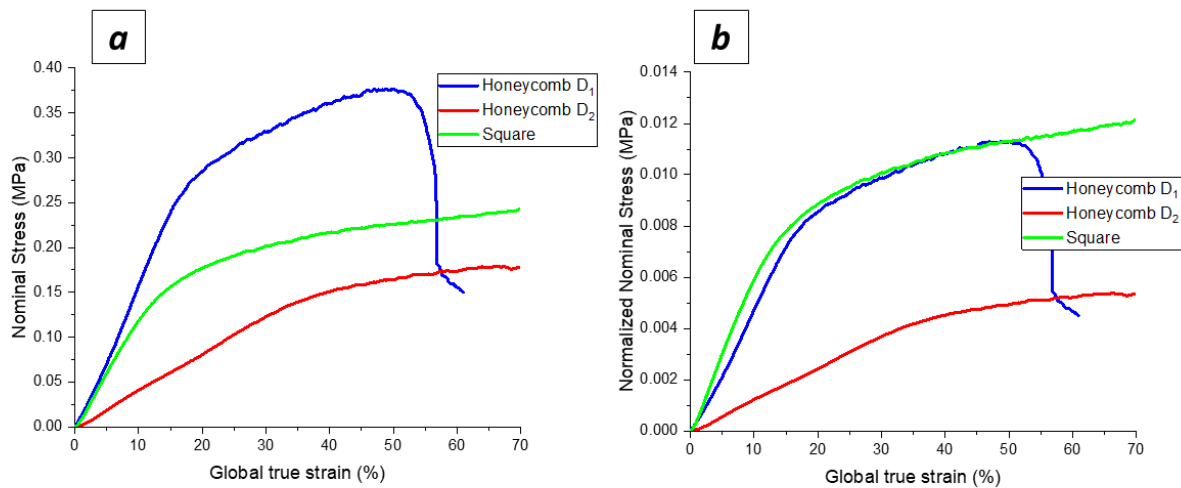 a
0.40
0.35
0.30
0.25
0.20
0.15
0.10
0.05
0.00
Nominal Stress (MPa)
0
10
20
30
40
50
60
70
Global true strain (%)
Honeycomb D₁
Honeycomb D₂
Square
b
0.014
0.012
0.010
0.008
0.006
0.004
0.002
0.000
Normalized Nominal Stress (MPa)
0
10
20
30
40
50
60
70
Global true strain (%)
Honeycomb D₁
Honeycomb D₂
Square